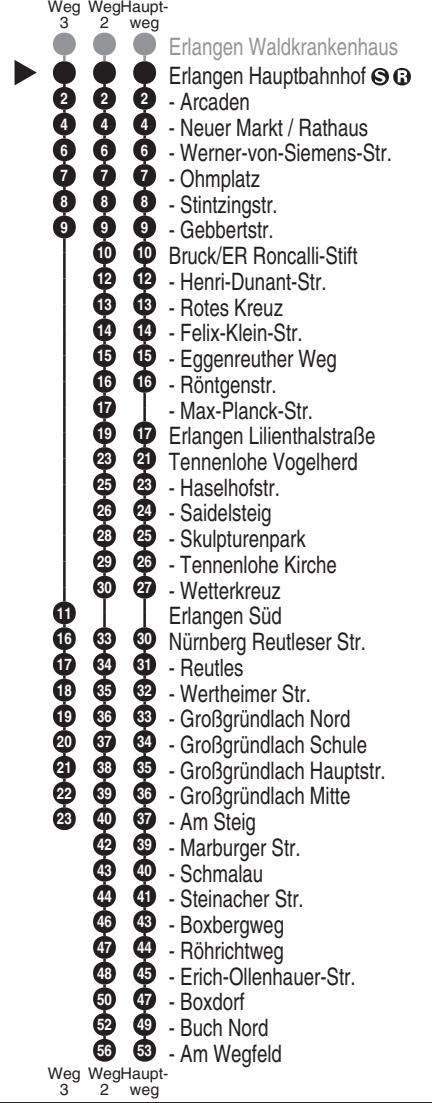 Weg WegHaupt-
3 2 weg
Erlangen Waldkrankenhaus
Erlangen Hauptbahnhof S R
2 2 2 - Arcaden
4 4 4 - Neuer Markt / Rathaus
6 6 6 - Werner-von-Siemens-Str.
7 7 7 - Ohmplatz
8 8 8 - Stintzingstr.
9 9 9 - Gebbertstr.
10 10 Bruck/ER Roncalli-Stift
12 12 - Henri-Dunant-Str.
13 13 - Rotes Kreuz
14 14 - Felix-Klein-Str.
15 15 - Eggenreuther Weg
16 16 - Röntgenstr.
17 - Max-Planck-Str.
19 17 Erlangen Lilienthalstraße
23 21 Tennenlohe Vogelherd
25 23 - Haselhofstr.
26 24 - Saidelsteig
28 25 - Skulpturenpark
29 26 - Tennenlohe Kirche
30 27 - Wetterkreuz
11 Erlangen Süd
16 33 30 Nürnberg Reutleser Str.
17 34 31 - Reutles
18 35 32 - Wertheimer Str.
19 36 33 - Großgründlach Nord
20 37 34 - Großgründlach Schule
21 38 35 - Großgründlach Hauptstr.
22 39 36 - Großgründlach Mitte
23 40 37 - Am Steig
42 39 - Marburger Str.
43 40 - Schmalau
44 41 - Steinacher Str.
46 43 - Boxbergweg
47 44 - Röhrichtweg
48 45 - Erich-Ollenhauer-Str.
50 47 - Boxdorf
52 49 - Buch Nord
56 53 - Am Wegfeld
Weg WegHaupt-
3 2 weg